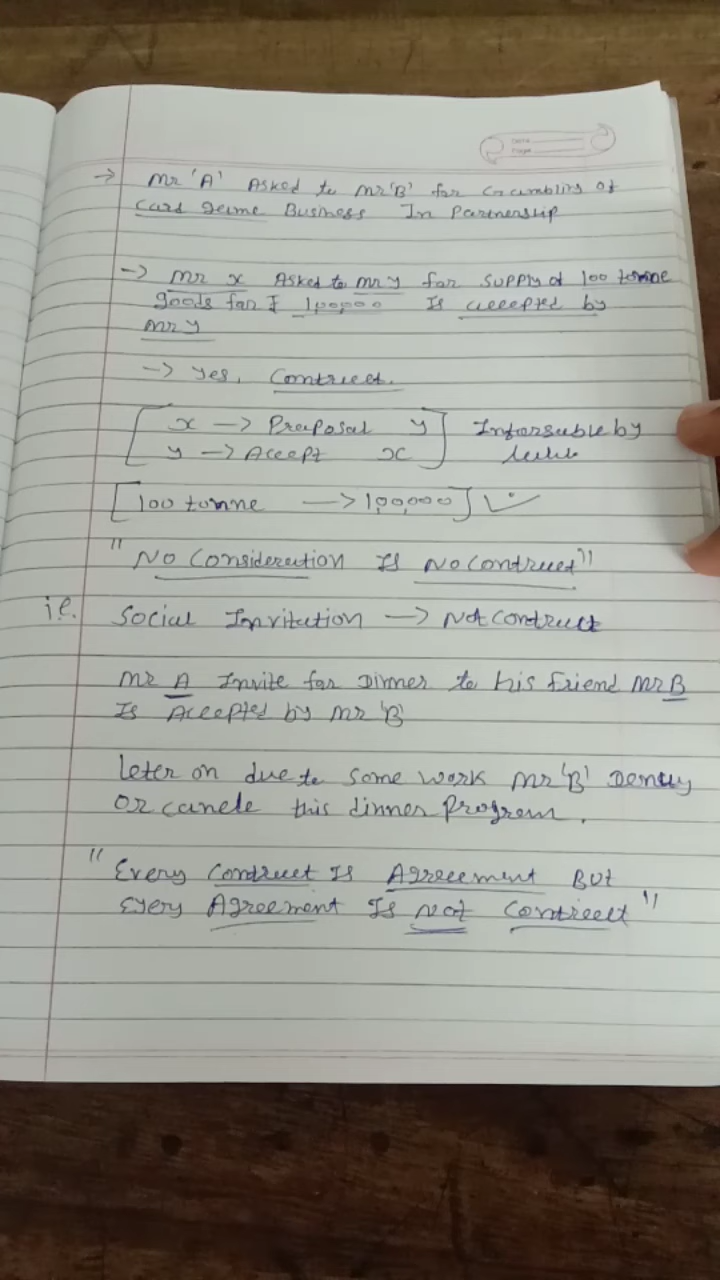 → Mr 'A' Asked to Mr 'B' for Gambling of
Card Game Business In Partnership
→ Mr x Asked to Mr y for supply of 100 tonne
goods for ₹ 1,00,000 Is accepted by
Mr y
→ yes, Contract.
x → Praposal y Inforsable by
y → Accept x
[100 tonne → 1,00,000]
"No Consideration Is No Contract"
i.e. Social Invitation → Not Contract
Mr A Invite for Dinner to his Friend Mr B
Is Accepted by Mr 'B'
Leter on due to some work Mr 'B' Denay
Or cancle this dinner program.
"Every Contract Is Agreement But
Every Agreement Is not Contract"